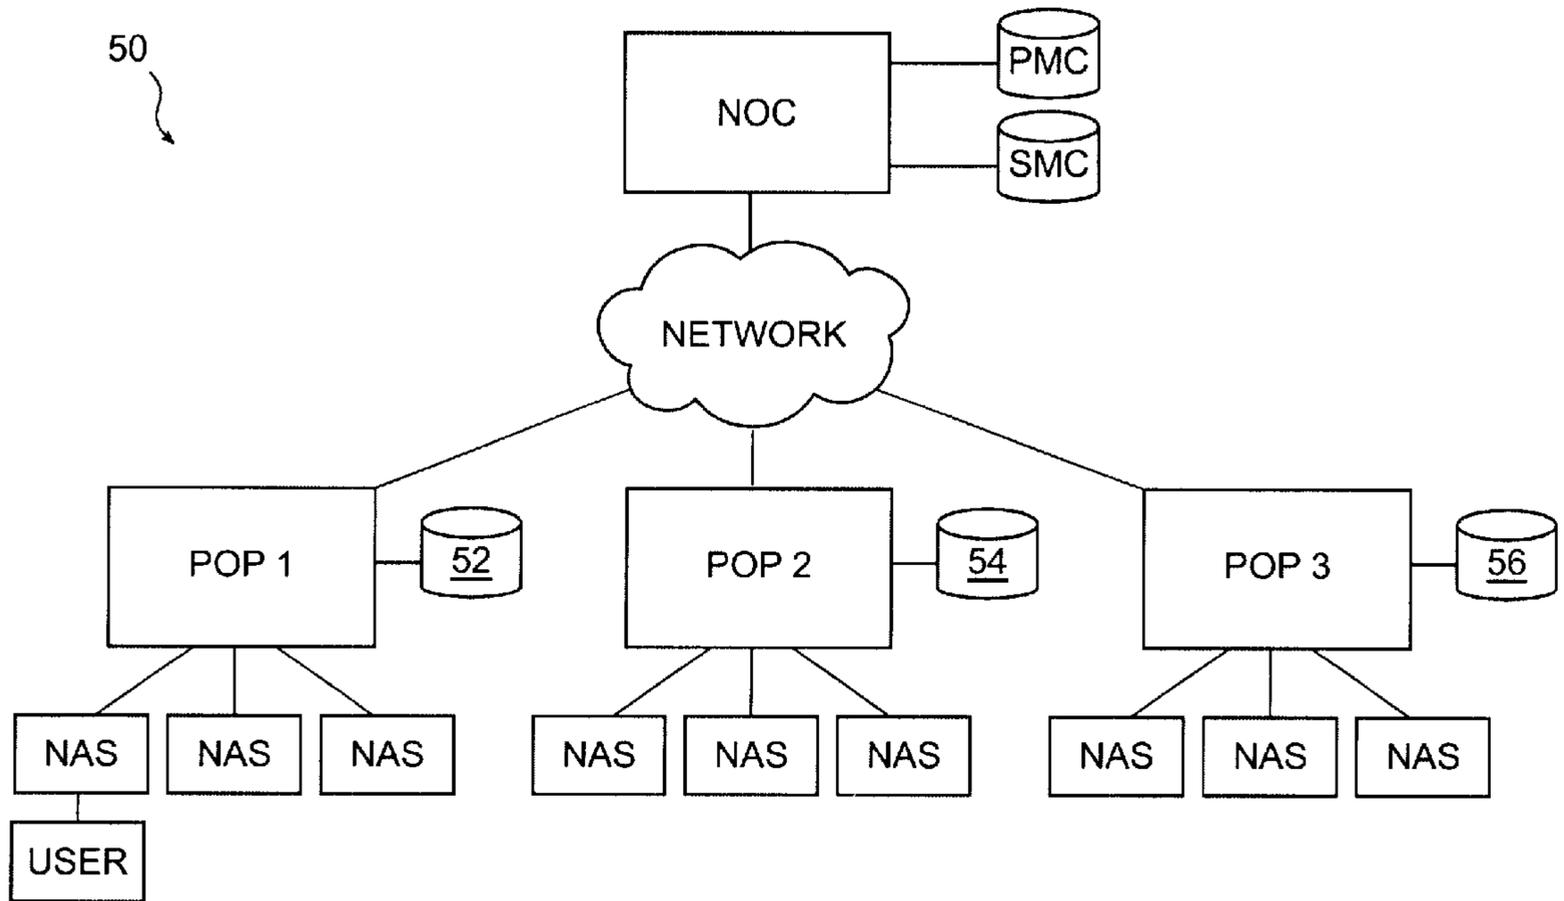 50
NOC
PMC
SMC
NETWORK
POP 1
52
POP 2
54
POP 3
56
NAS
NAS
NAS
NAS
NAS
NAS
NAS
NAS
NAS
USER